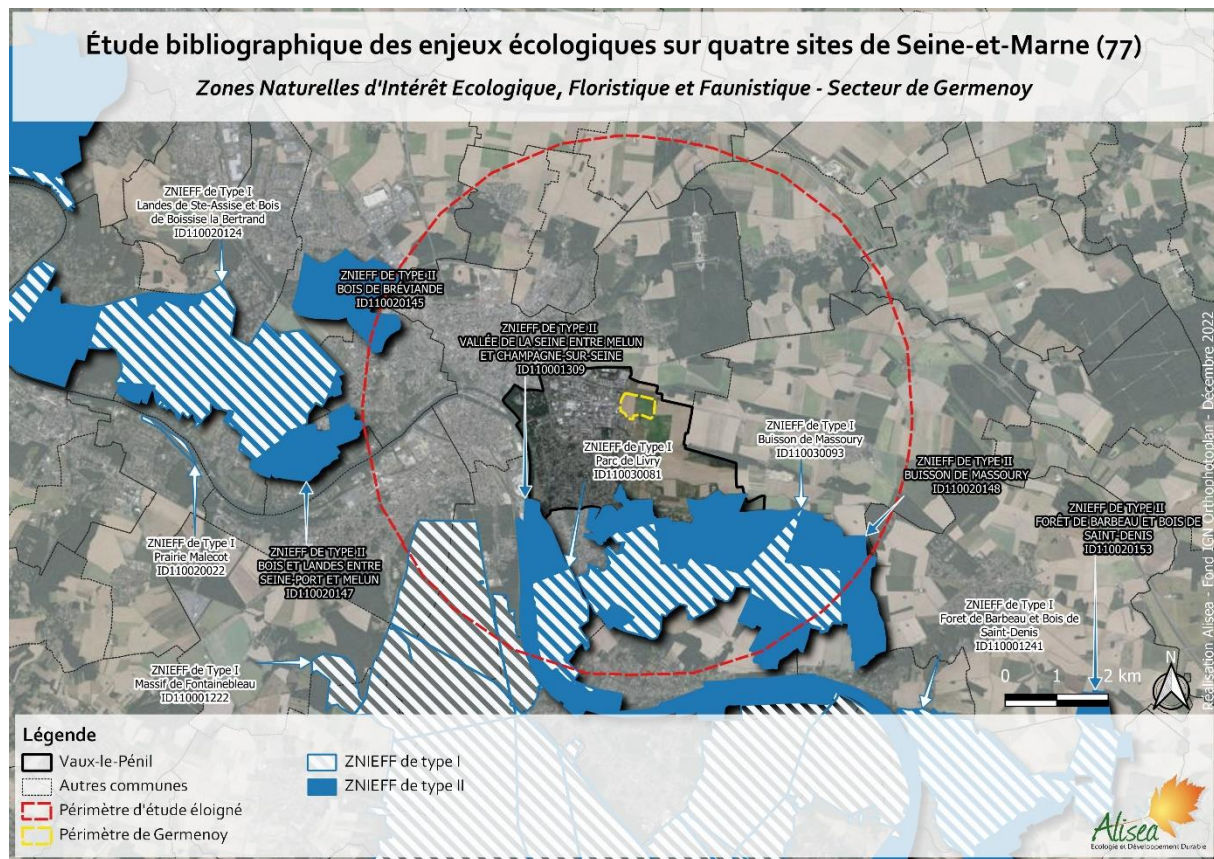 Étude bibliographique des enjeux écologiques sur quatre sites de Seine-et-Marne (77)
Zones Naturelles d'Intérêt Ecologique, Floristique et Faunistique - Secteur de Germenoy
ZNIEFF de Type I
Landes de Ste-Assise et Bois
de Boissise la Bertrand
ID110020124
ZNIEFF DE TYPE II
BOIS DE BREVIANDE
ID110020145
ZNIEFF DE TYPE II
VALLÉE DE LA SEINE ENTRE MELUN
ET CHAMPAGNE-SUR-SEINE
ID110001309
ZNIEFF de Type I
Parc de Livry
ID110030081
ZNIEFF de Type I
Buisson de Massoury
ID110030093
ZNIEFF DE TYPE II
BUISSON DE MASSOURY
ID110020148
ZNIEFF DE TYPE II
FORÊT DE BARBEAU ET BOIS DE
SAINT-DENIS
ID110020153
ZNIEFF de Type I
Prairie Malecot
ID110020022
ZNIEFF DE TYPE II
BOIS ET LANDES ENTRE
SEINE-PORT ET MELUN
ID110020147
ZNIEFF de Type I
Foret de Barbeau et Bois de
Saint-Denis
ID110001241
ZNIEFF de Type I
Massif de Fontainebleau
ID110001222
0 1 2 km
N
Réalisation Alisea - Fond IGN Orthophotoplan - Décembre 2022
Légende
Vaux-le-Pénil
Autres communes
Périmètre d'étude éloigné
Périmètre de Germenoy
ZNIEFF de type I
ZNIEFF de type II
Alisea
Ecologie et Développement Durable